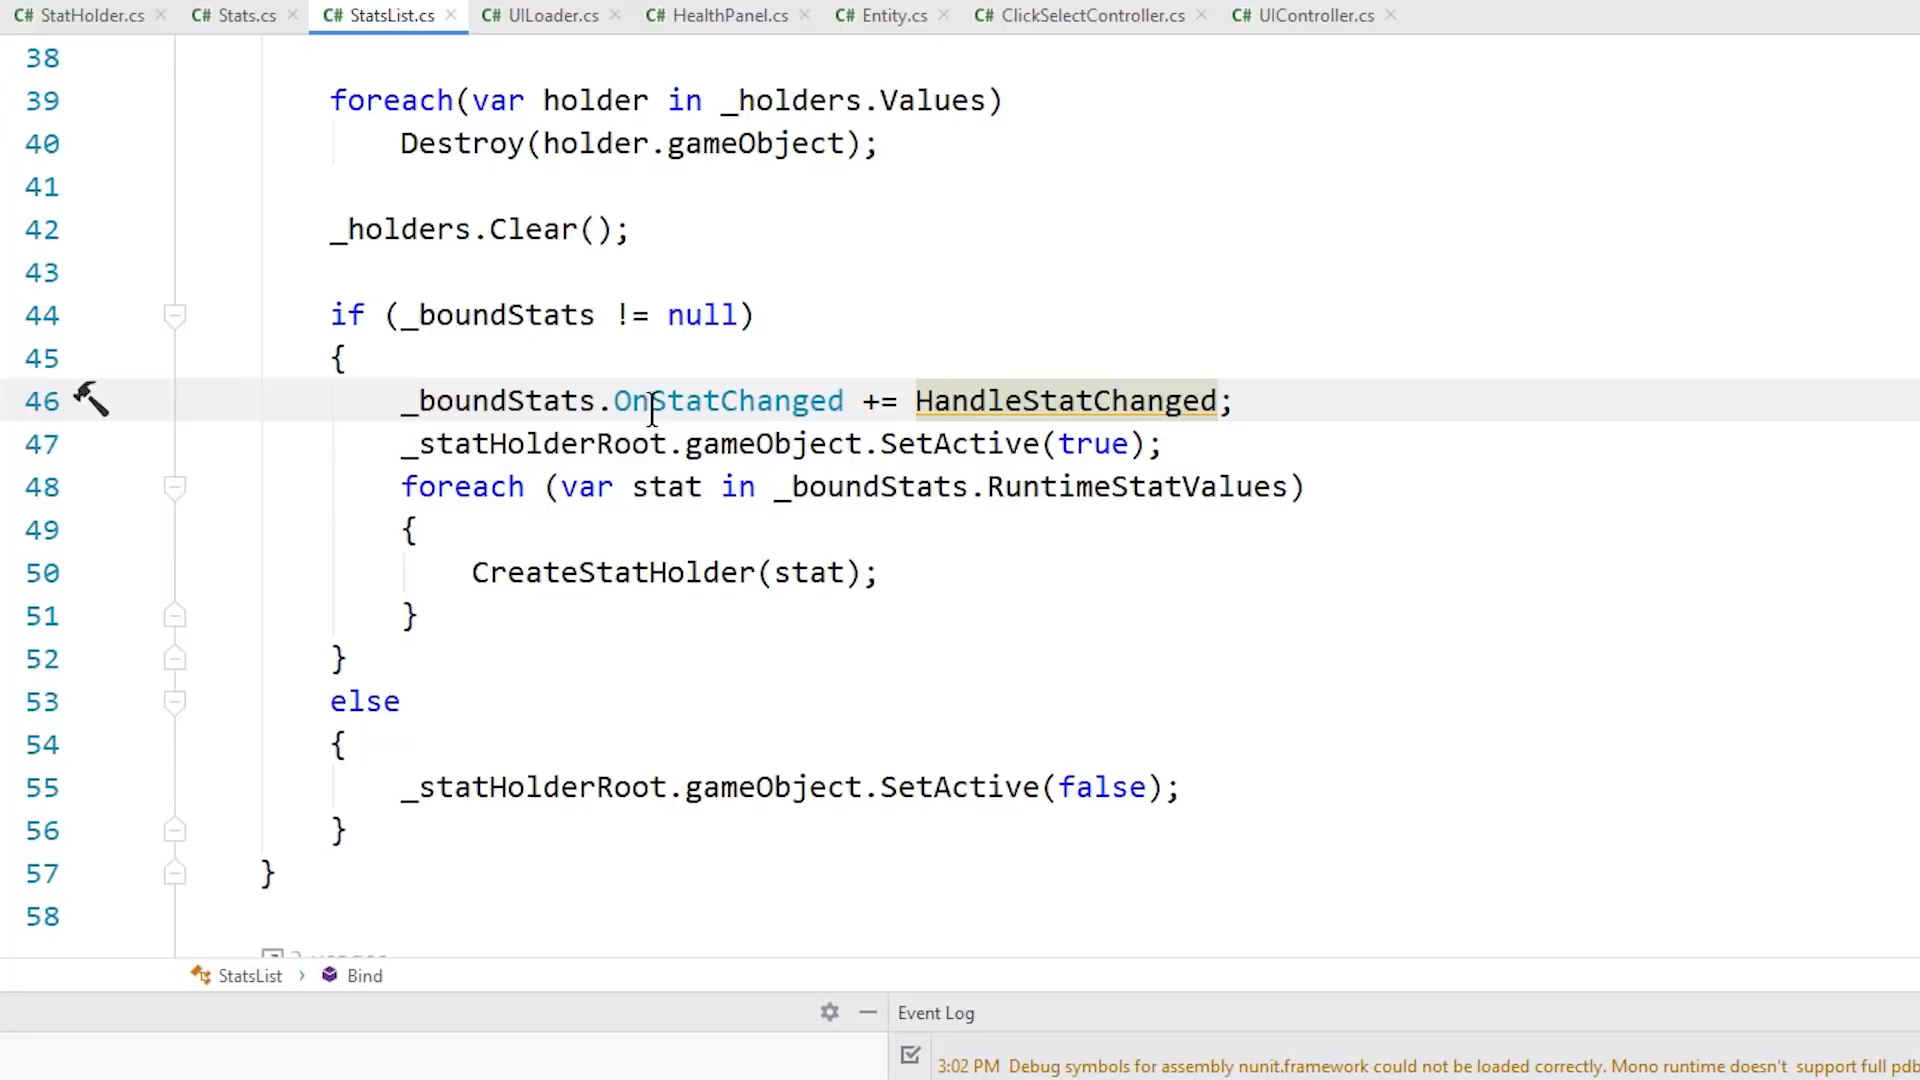 C# StatHolder.cs C# Stats.cs C# StatsList.cs C# UILoader.cs C# HealthPanel.cs C# Entity.cs C# ClickSelectController.cs C# UIController.cs
38
39 foreach(var holder in _holders.Values)
40 Destroy(holder.gameObject);
41
42 _holders.Clear();
43
44 if (_boundStats != null)
45 {
46 _boundStats.OnStatChanged += HandleStatChanged;
47 _statHolderRoot.gameObject.SetActive(true);
48 foreach (var stat in _boundStats.RuntimeStatValues)
49 {
50 CreateStatHolder(stat);
51 }
52 }
53 else
54 {
55 _statHolderRoot.gameObject.SetActive(false);
56 }
57 }
58
StatsList › Bind
Event Log
3:02 PM Debug symbols for assembly nunit.framework could not be loaded correctly. Mono runtime doesn't support full pdb